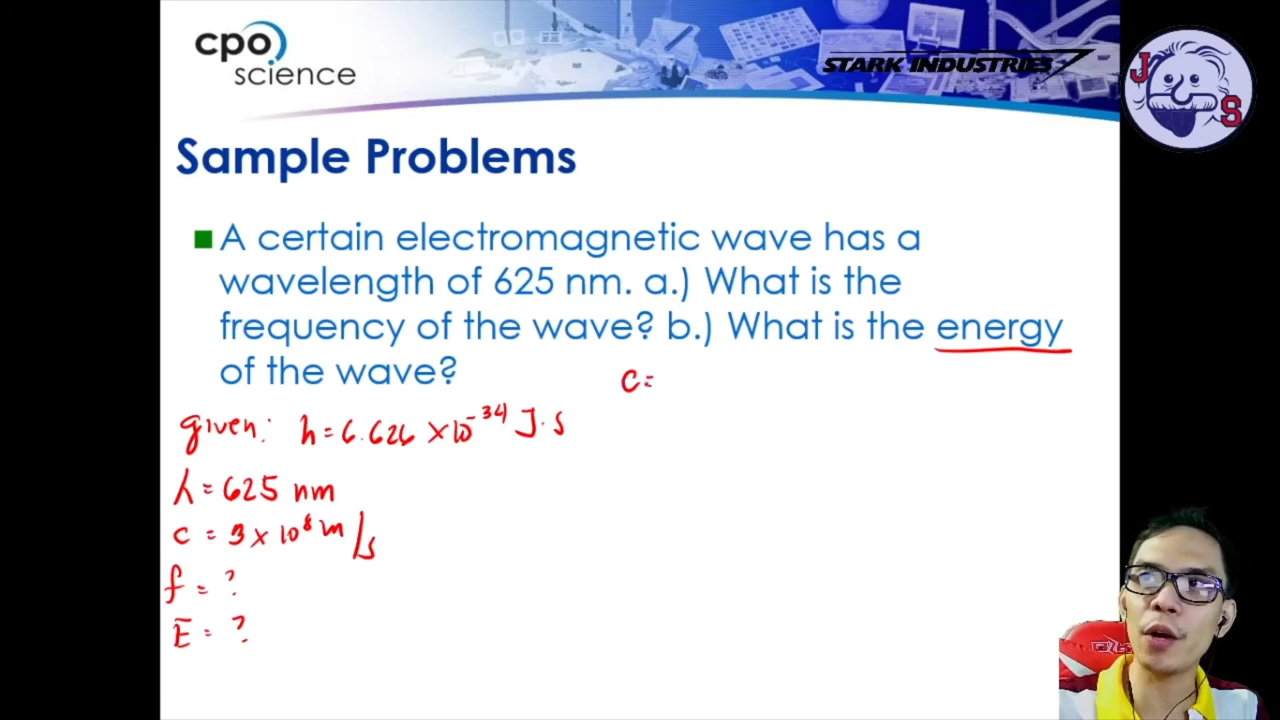 cpo
science
STARK INDUSTRIES
J
S
Sample Problems
A certain electromagnetic wave has a
wavelength of 625 nm. a.) What is the
frequency of the wave? b.) What is the energy
of the wave?
c=
given: h=6.626 ×10⁻³⁴ J·s
λ = 625 nm
c = 3 × 10⁸ m/s
f = ?
E = ?